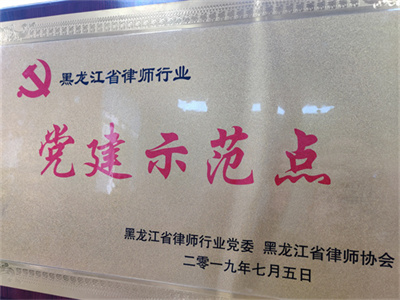 黑龙江省律师行业
党建示范点
黑龙江省律师行业党委 黑龙江省律师协会
二零一九年七月五日